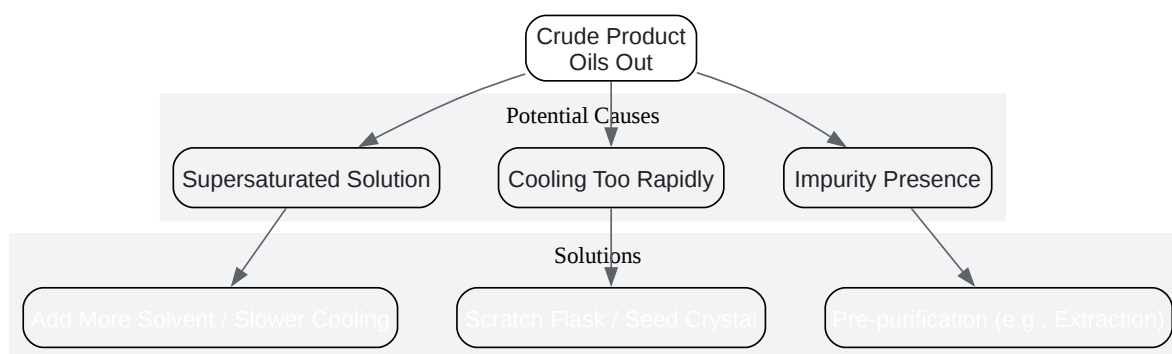 Crude Product
Oils Out
Potential Causes
Supersaturated Solution
Cooling Too Rapidly
Impurity Presence
Solutions
Add More Solvent / Slower Cooling
Scratch Flask / Seed Crystal
Pre-purification (e.g., Extraction)